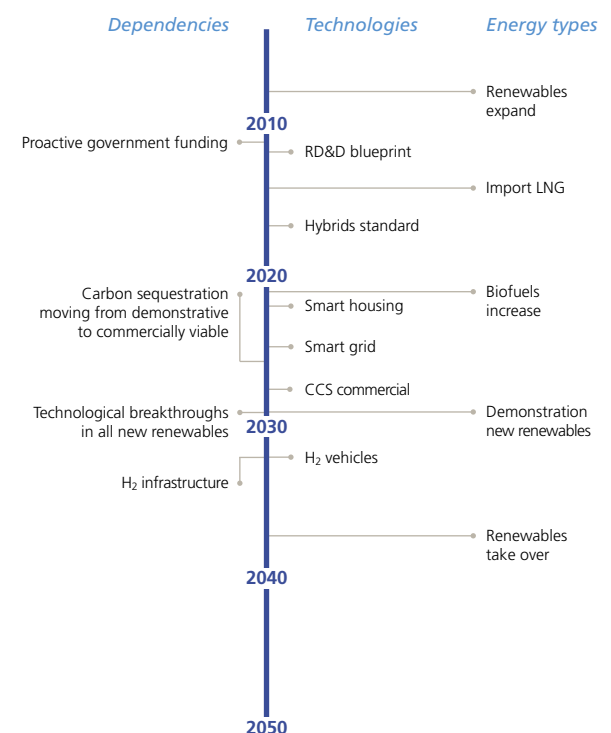 Dependencies
Technologies
Energy types
Renewables
expand
2010
Proactive government funding
RD&D blueprint
Import LNG
Hybrids standard
2020
Carbon sequestration
moving from demonstrative
to commercially viable
Biofuels
increase
Smart housing
Smart grid
CCS commercial
Technological breakthroughs
in all new renewables
Demonstration
new renewables
2030
H₂ vehicles
H₂ infrastructure
Renewables
take over
2040
2050